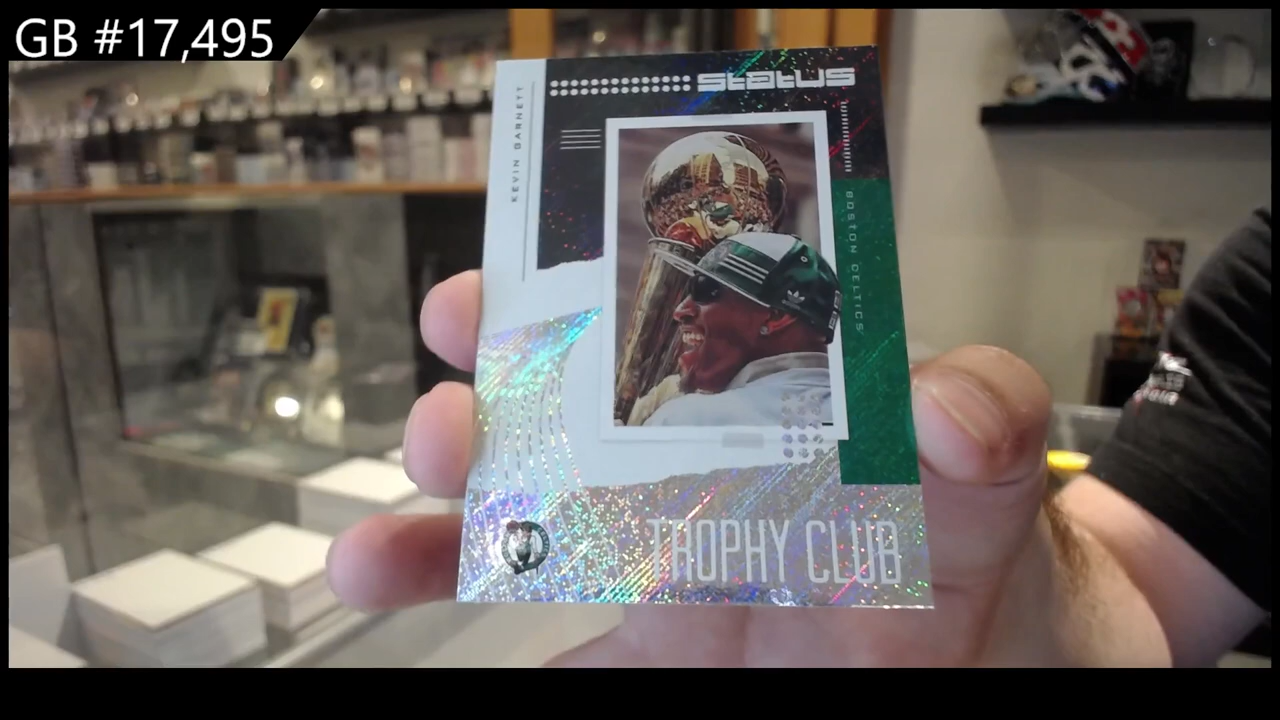 GB #17,495
status
KEVIN GARNETT
BOSTON CELTICS
TROPHY CLUB